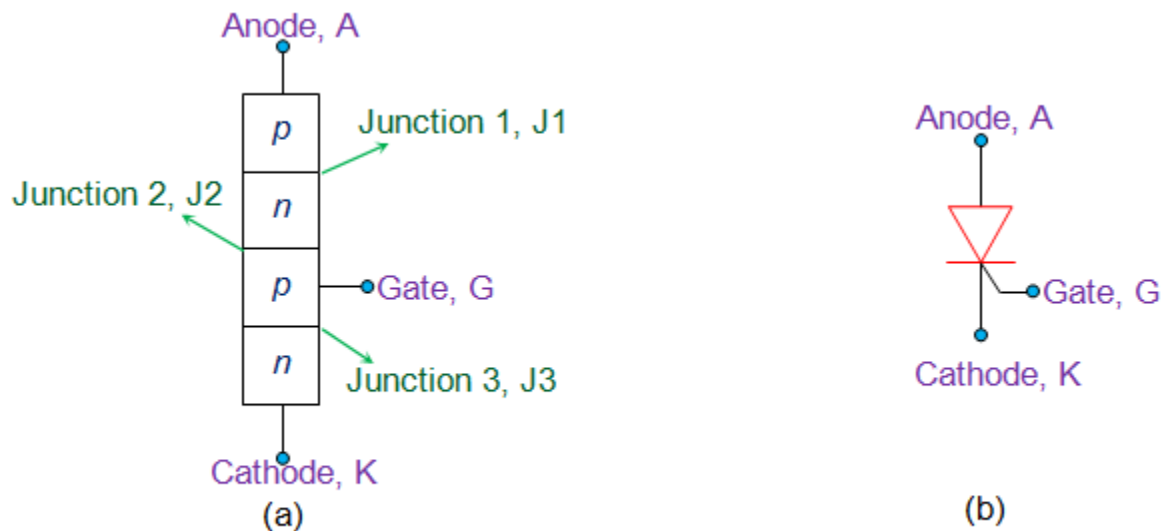 Anode, A
p
Junction 1, J1
Junction 2, J2
n
p
Gate, G
n
Junction 3, J3
Cathode, K
(a)
Anode, A
Gate, G
Cathode, K
(b)